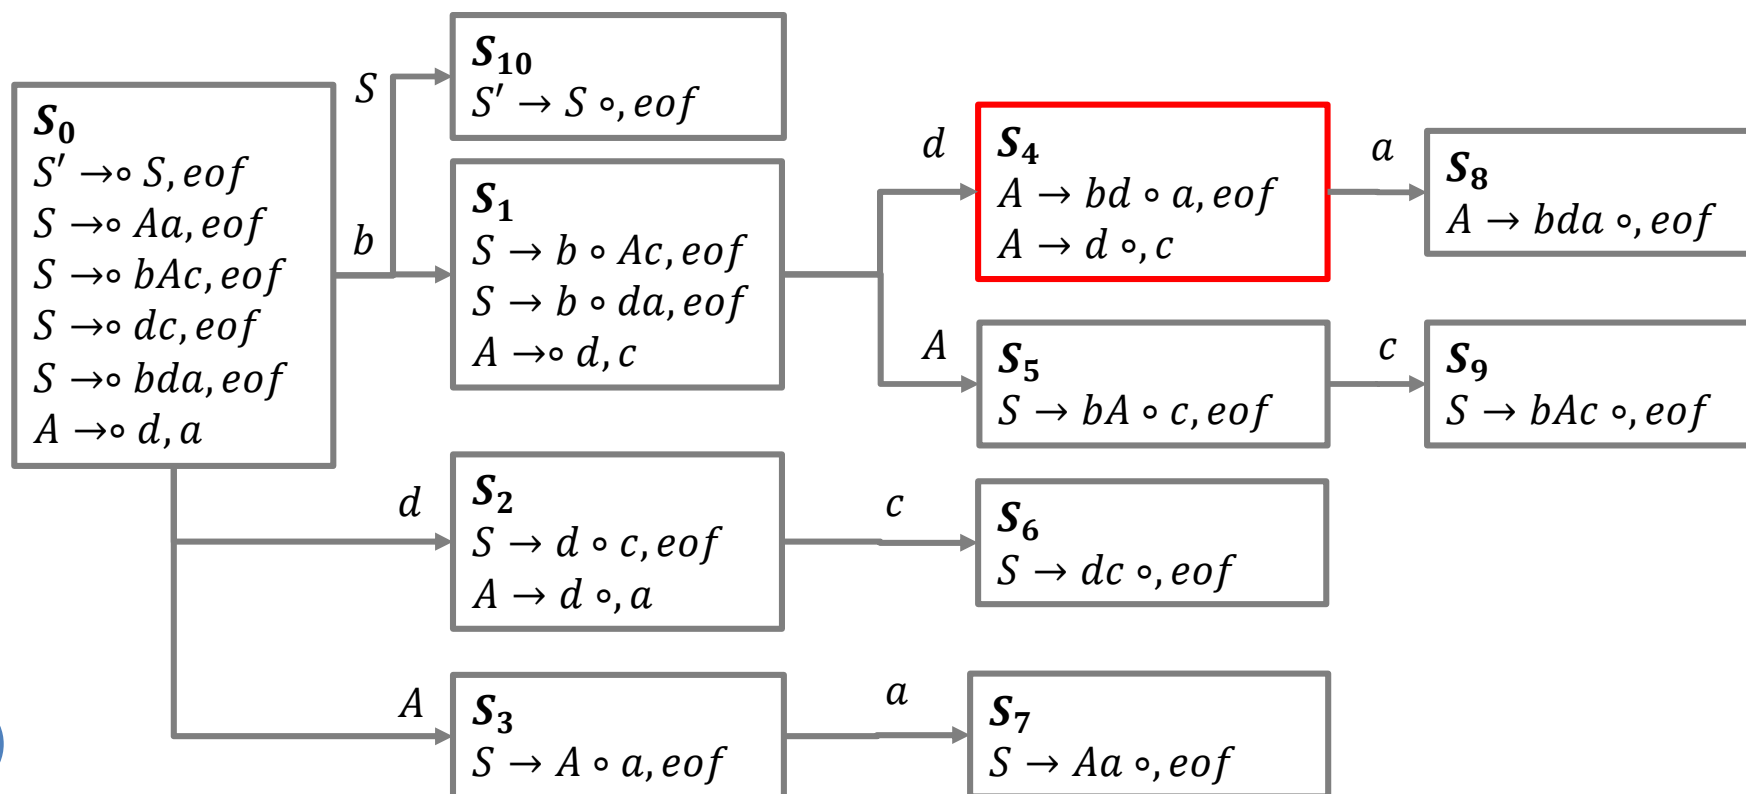 S₀
S′ →∘ S, eof
S →∘ Aa, eof
S →∘ bAc, eof
S →∘ dc, eof
S →∘ bda, eof
A →∘ d, a
S
b
S₁₀
S′ → S ∘, eof
S₁
S → b ∘ Ac, eof
S → b ∘ da, eof
A →∘ d, c
d
S₄
A → bd ∘ a, eof
A → d ∘, c
a
S₈
A → bda ∘, eof
A
S₅
S → bA ∘ c, eof
c
S₉
S → bAc ∘, eof
d
S₂
S → d ∘ c, eof
A → d ∘, a
c
S₆
S → dc ∘, eof
A
S₃
S → A ∘ a, eof
a
S₇
S → Aa ∘, eof